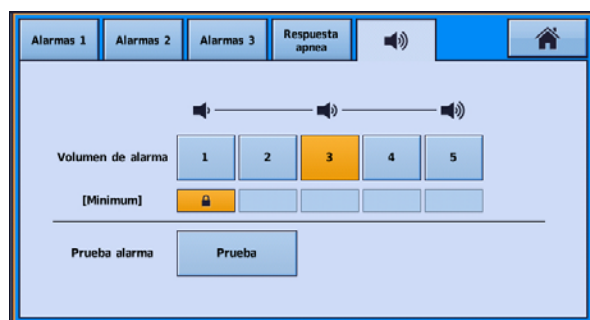 Alarmas 1
Alarmas 2
Alarmas 3
Respuesta
apnea
Volumen de alarma
1
2
3
4
5
[Minimum]
Prueba alarma
Prueba